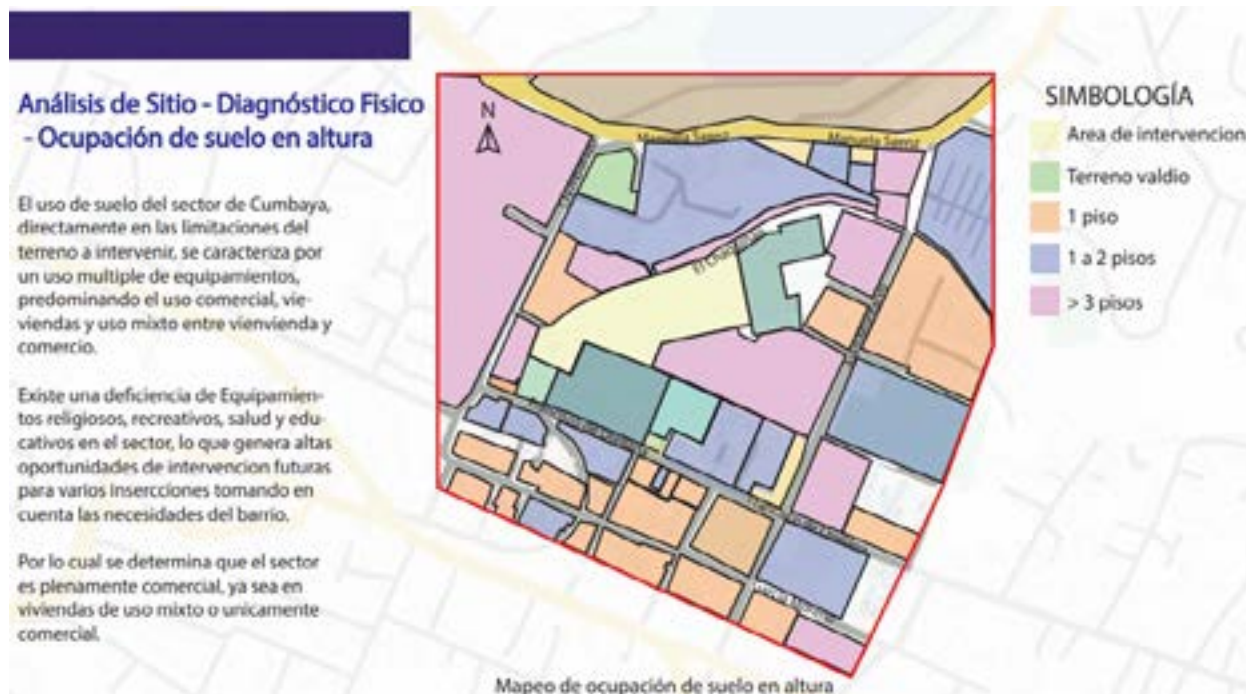 Análisis de Sitio - Diagnóstico Fisico
- Ocupación de suelo en altura
El uso de suelo del sector de Cumbaya,
directamente en las limitaciones del
terreno a intervenir, se caracteriza por
un uso multiple de equipamientos,
predominando el uso comercial, vie-
viendas y uso mixto entre vienvienda y
comercio.
Existe una deficiencia de Equipamien-
tos religiosos, recreativos, salud y edu-
cativos en el sector, lo que genera altas
oportunidades de intervencion futuras
para varios insercciones tomando en
cuenta las necesidades del barrio.
Por lo cual se determina que el sector
es plenamente comercial, ya sea en
viviendas de uso mixto o unicamente
comercial.
N
Manuela Saenz
Manuela Saenz
SIMBOLOGÍA
Area de intervencion
Terreno valdio
1 piso
1 a 2 pisos
> 3 pisos
Mapeo de ocupación de suelo en altura